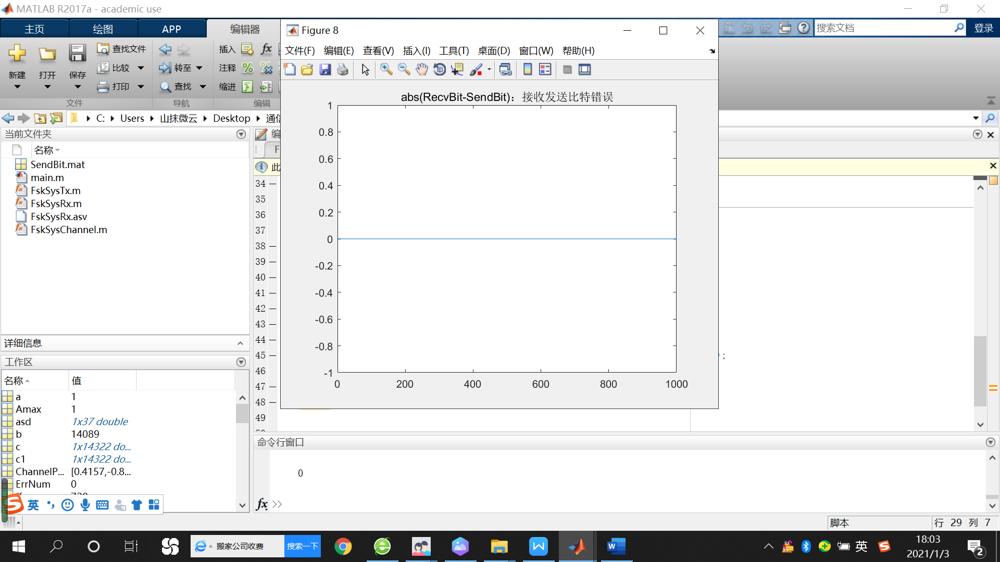 MATLAB R2017a - academic use
主页
绘图
APP
编辑器
搜索文档
登录
新建
打开
保存
查找文件
比较
打印
文件
转至
查找
导航
插入
fx
注释
缩进
编辑
C:
Users
山抹微云
Desktop
当前文件夹
名称
SendBit.mat
main.m
FskSysTx.m
FskSysRx.m
FskSysRx.asv
FskSysChannel.m
详细信息
工作区
名称
值
a
1
Amax
1
asd
1x37 double
b
14089
c
1x14322 do...
c1
1x14322 do...
ChannelP...
[0.4157,-0.8...
ErrNum
0
英
Figure 8
文件(F)
编辑(E)
查看(V)
插入(I)
工具(T)
桌面(D)
窗口(W)
帮助(H)
abs(RecvBit-SendBit)：接收发送比特错误
1
0.8
0.6
0.4
0.2
0
-0.2
-0.4
-0.6
-0.8
-1
0
200
400
600
800
1000
此
34
35
36
37
38
39
40
41
42
43
44
45
46
47
48
49
命令行窗口
0
fx >>
脚本
行 29 列 7
搬家公司收费
搜索一下
英
18:03
2021/1/3
2